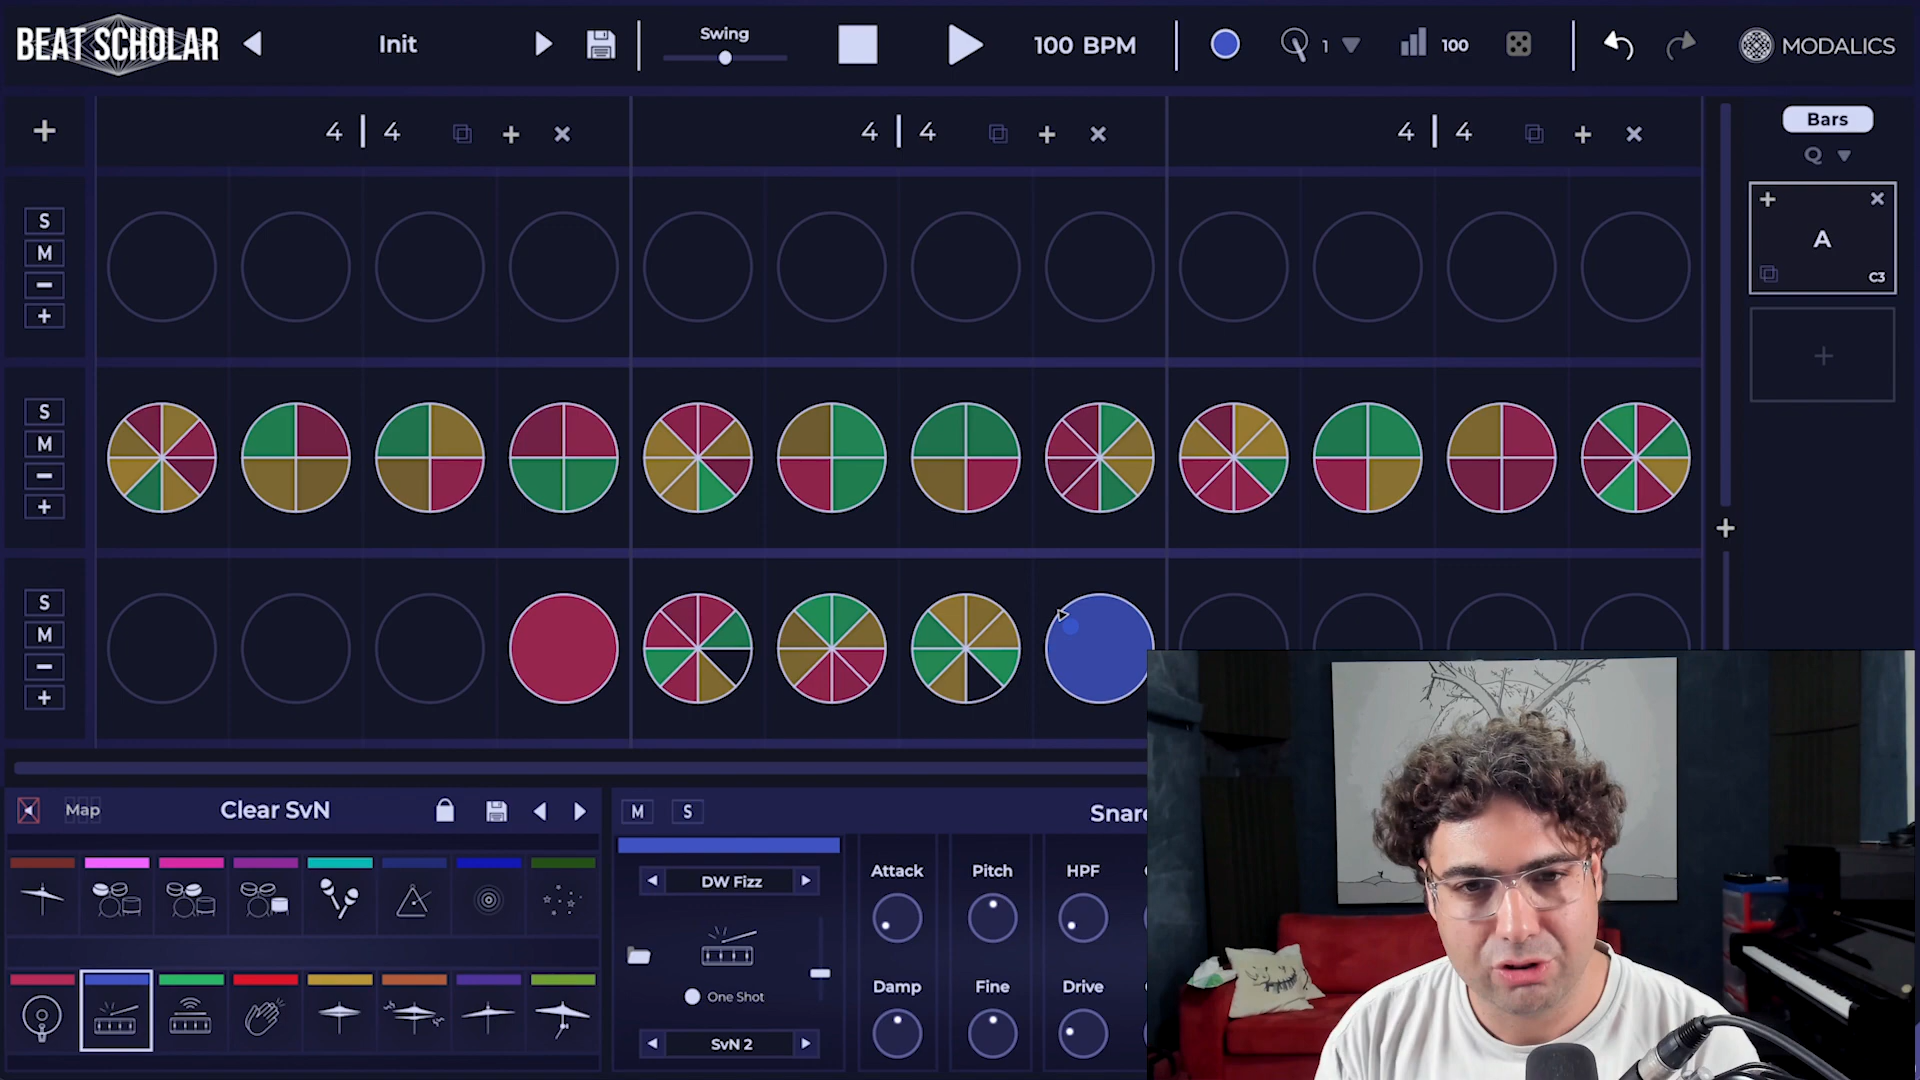 BEAT SCHOLAR
Init
Swing
100 BPM
1
100
MODALICS
4 | 4
4 | 4
4 | 4
Bars
Q
A
C3
S
M
S
M
S
M
Map
Clear SvN
M
S
DW Fizz
One Shot
SvN 2
Attack
Pitch
HPF
Damp
Fine
Drive